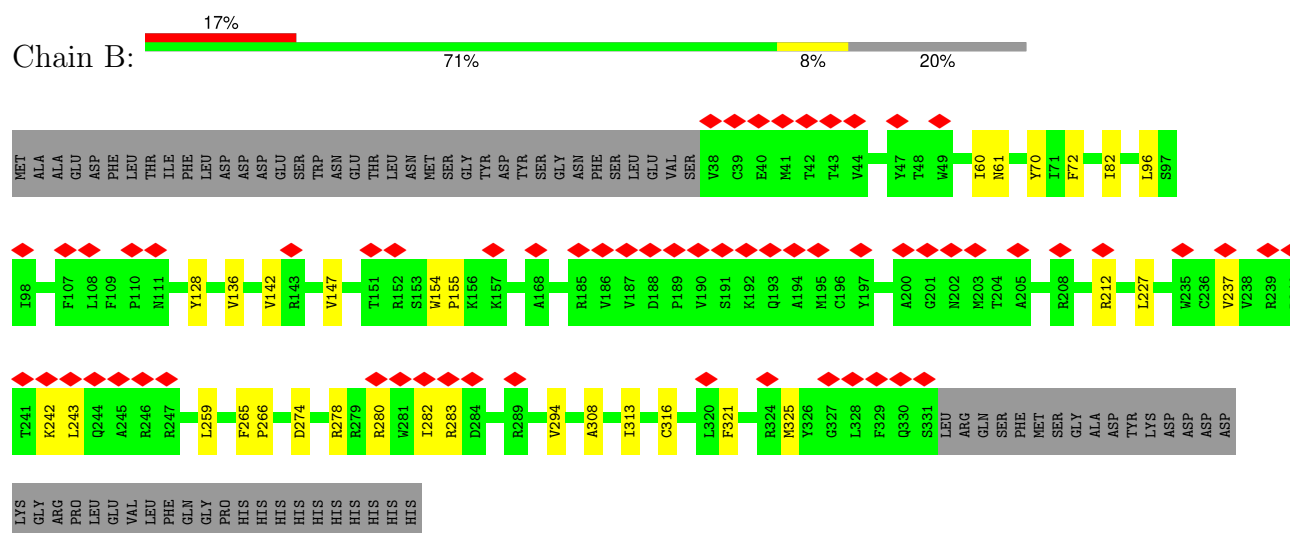 17%
Chain B:
71% 8% 20%
MET ALA ALA GLU ASP PHE LEU THR ILE PHE LEU ASP ASP ASP GLU SER TRP ASN GLU THR LEU ASN MET SER GLY TYR ASP TYR SER GLY ASN PHE SER LEU GLU VAL SER V38 C39 E40 M41 T42 T43 V44 Y47 T48 W49 I60 N61 Y70 I71 F72 I82 L96 S97
I98 F107 L108 F109 P110 N111 Y128 V136 V142 R143 V147 T151 R152 S153 W154 P155 K156 K157 A168 R185 V186 V187 D188 P189 V190 S191 K192 Q193 A194 M195 C196 Y197 A200 G201 N202 M203 T204 A205 R208 R212 L227 W235 C236 V237 V238 R239
T241 K242 L243 Q244 A245 R246 R247 L259 F265 P266 D274 R278 R279 R280 W281 I282 R283 D284 R289 V294 A308 I313 C316 L320 F321 R324 M325 Y326 G327 L328 F329 Q330 S331 LEU ARG GLN SER PHE MET SER GLY ALA ASP TYR LYS ASP ASP ASP ASP
LYS GLY ARG PRO LEU GLU VAL LEU PHE GLN GLY PRO HIS HIS HIS HIS HIS HIS HIS HIS HIS HIS